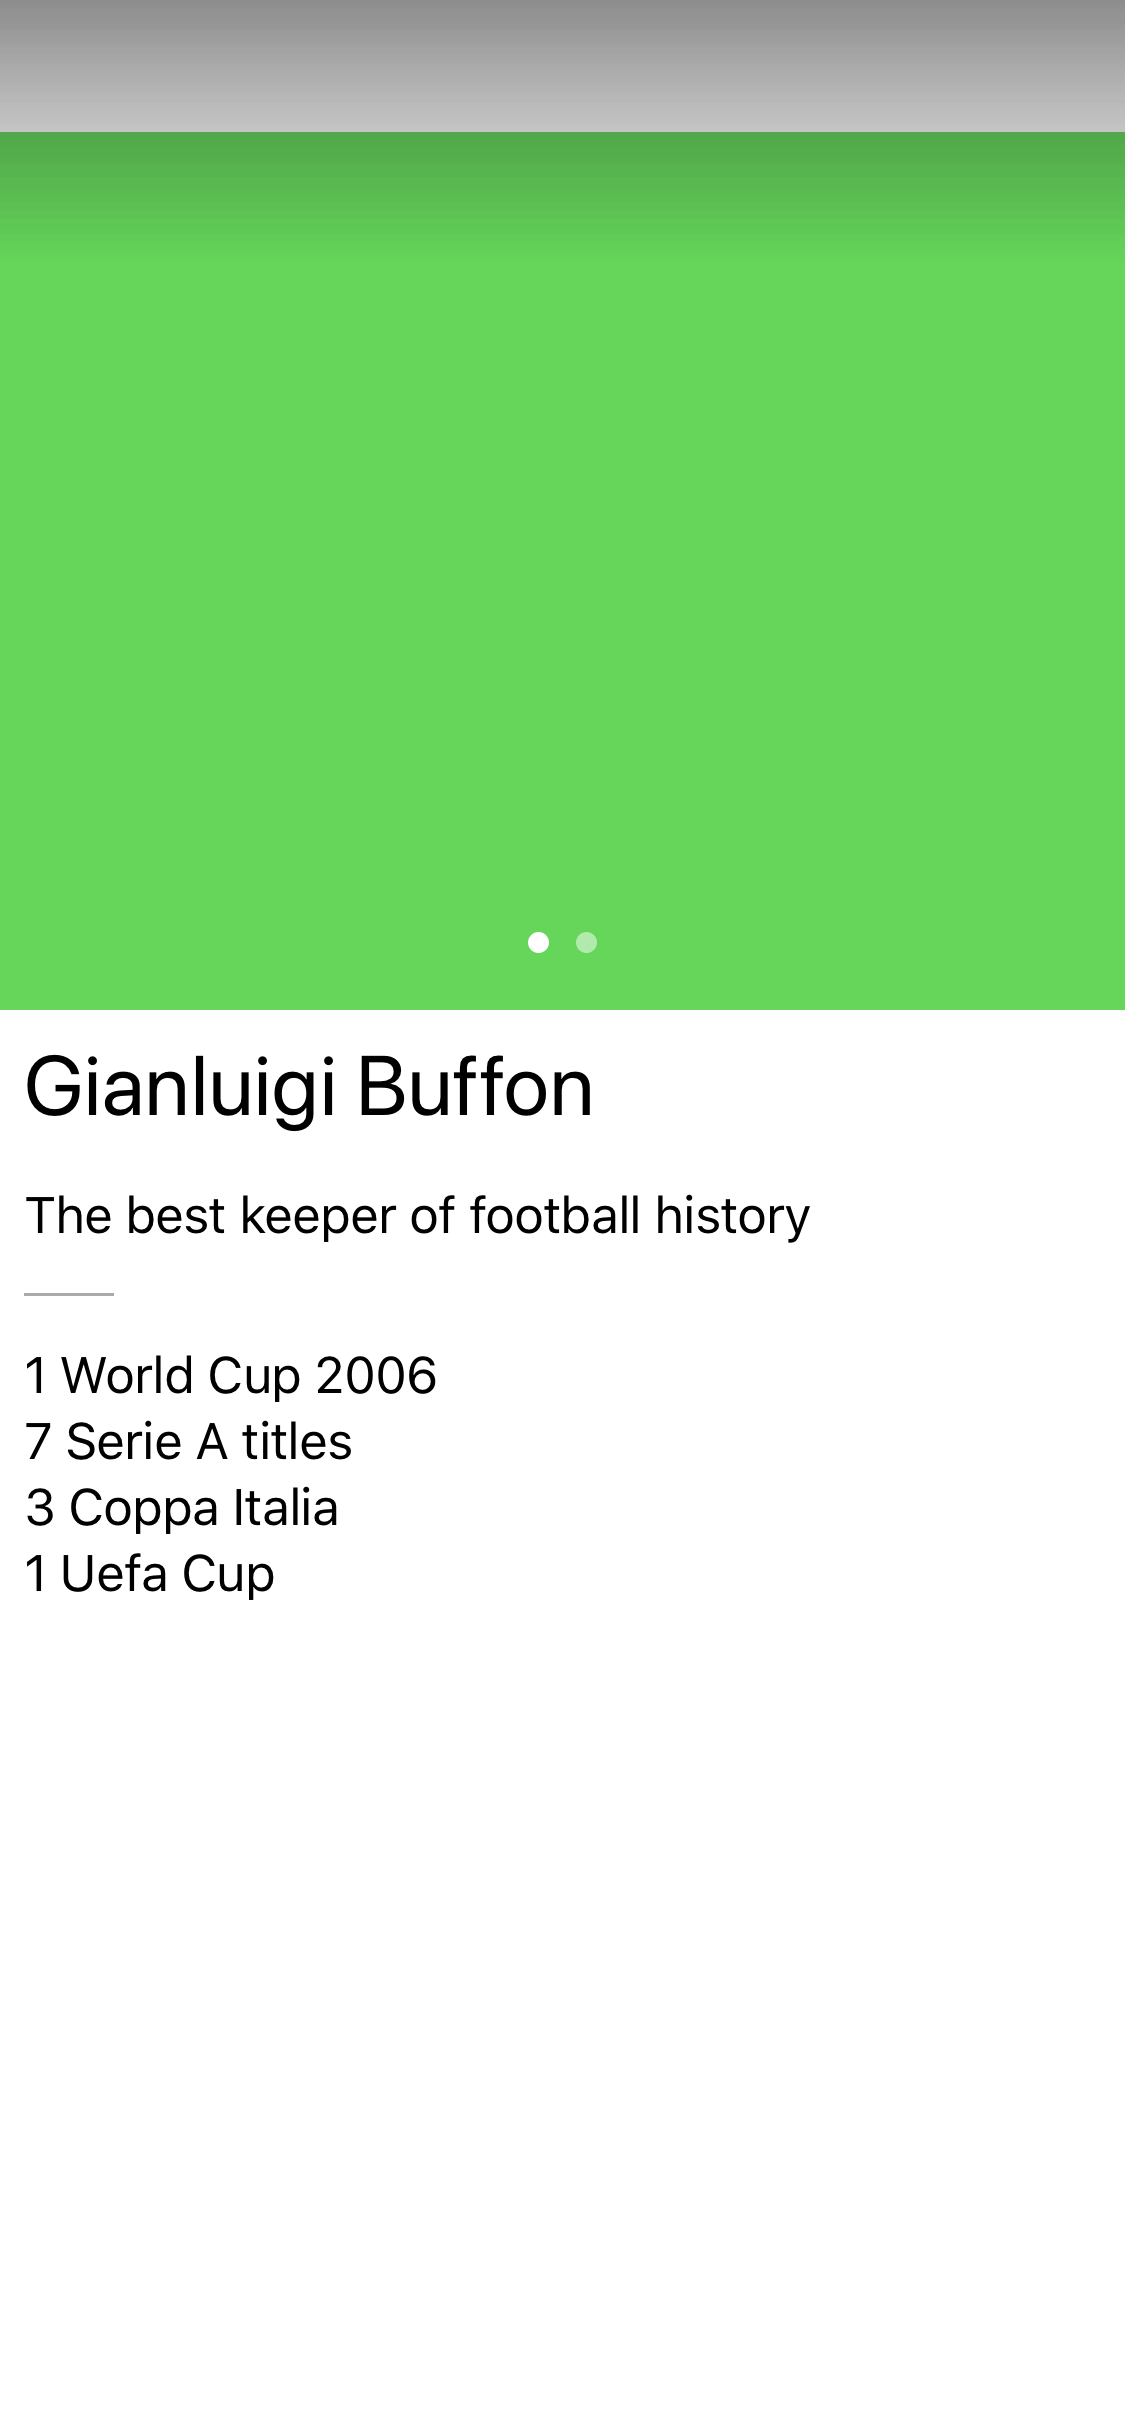 Gianluigi Buffon
The best keeper of football history
1 World Cup 2006
7 Serie A titles
3 Coppa Italia
1 Uefa Cup